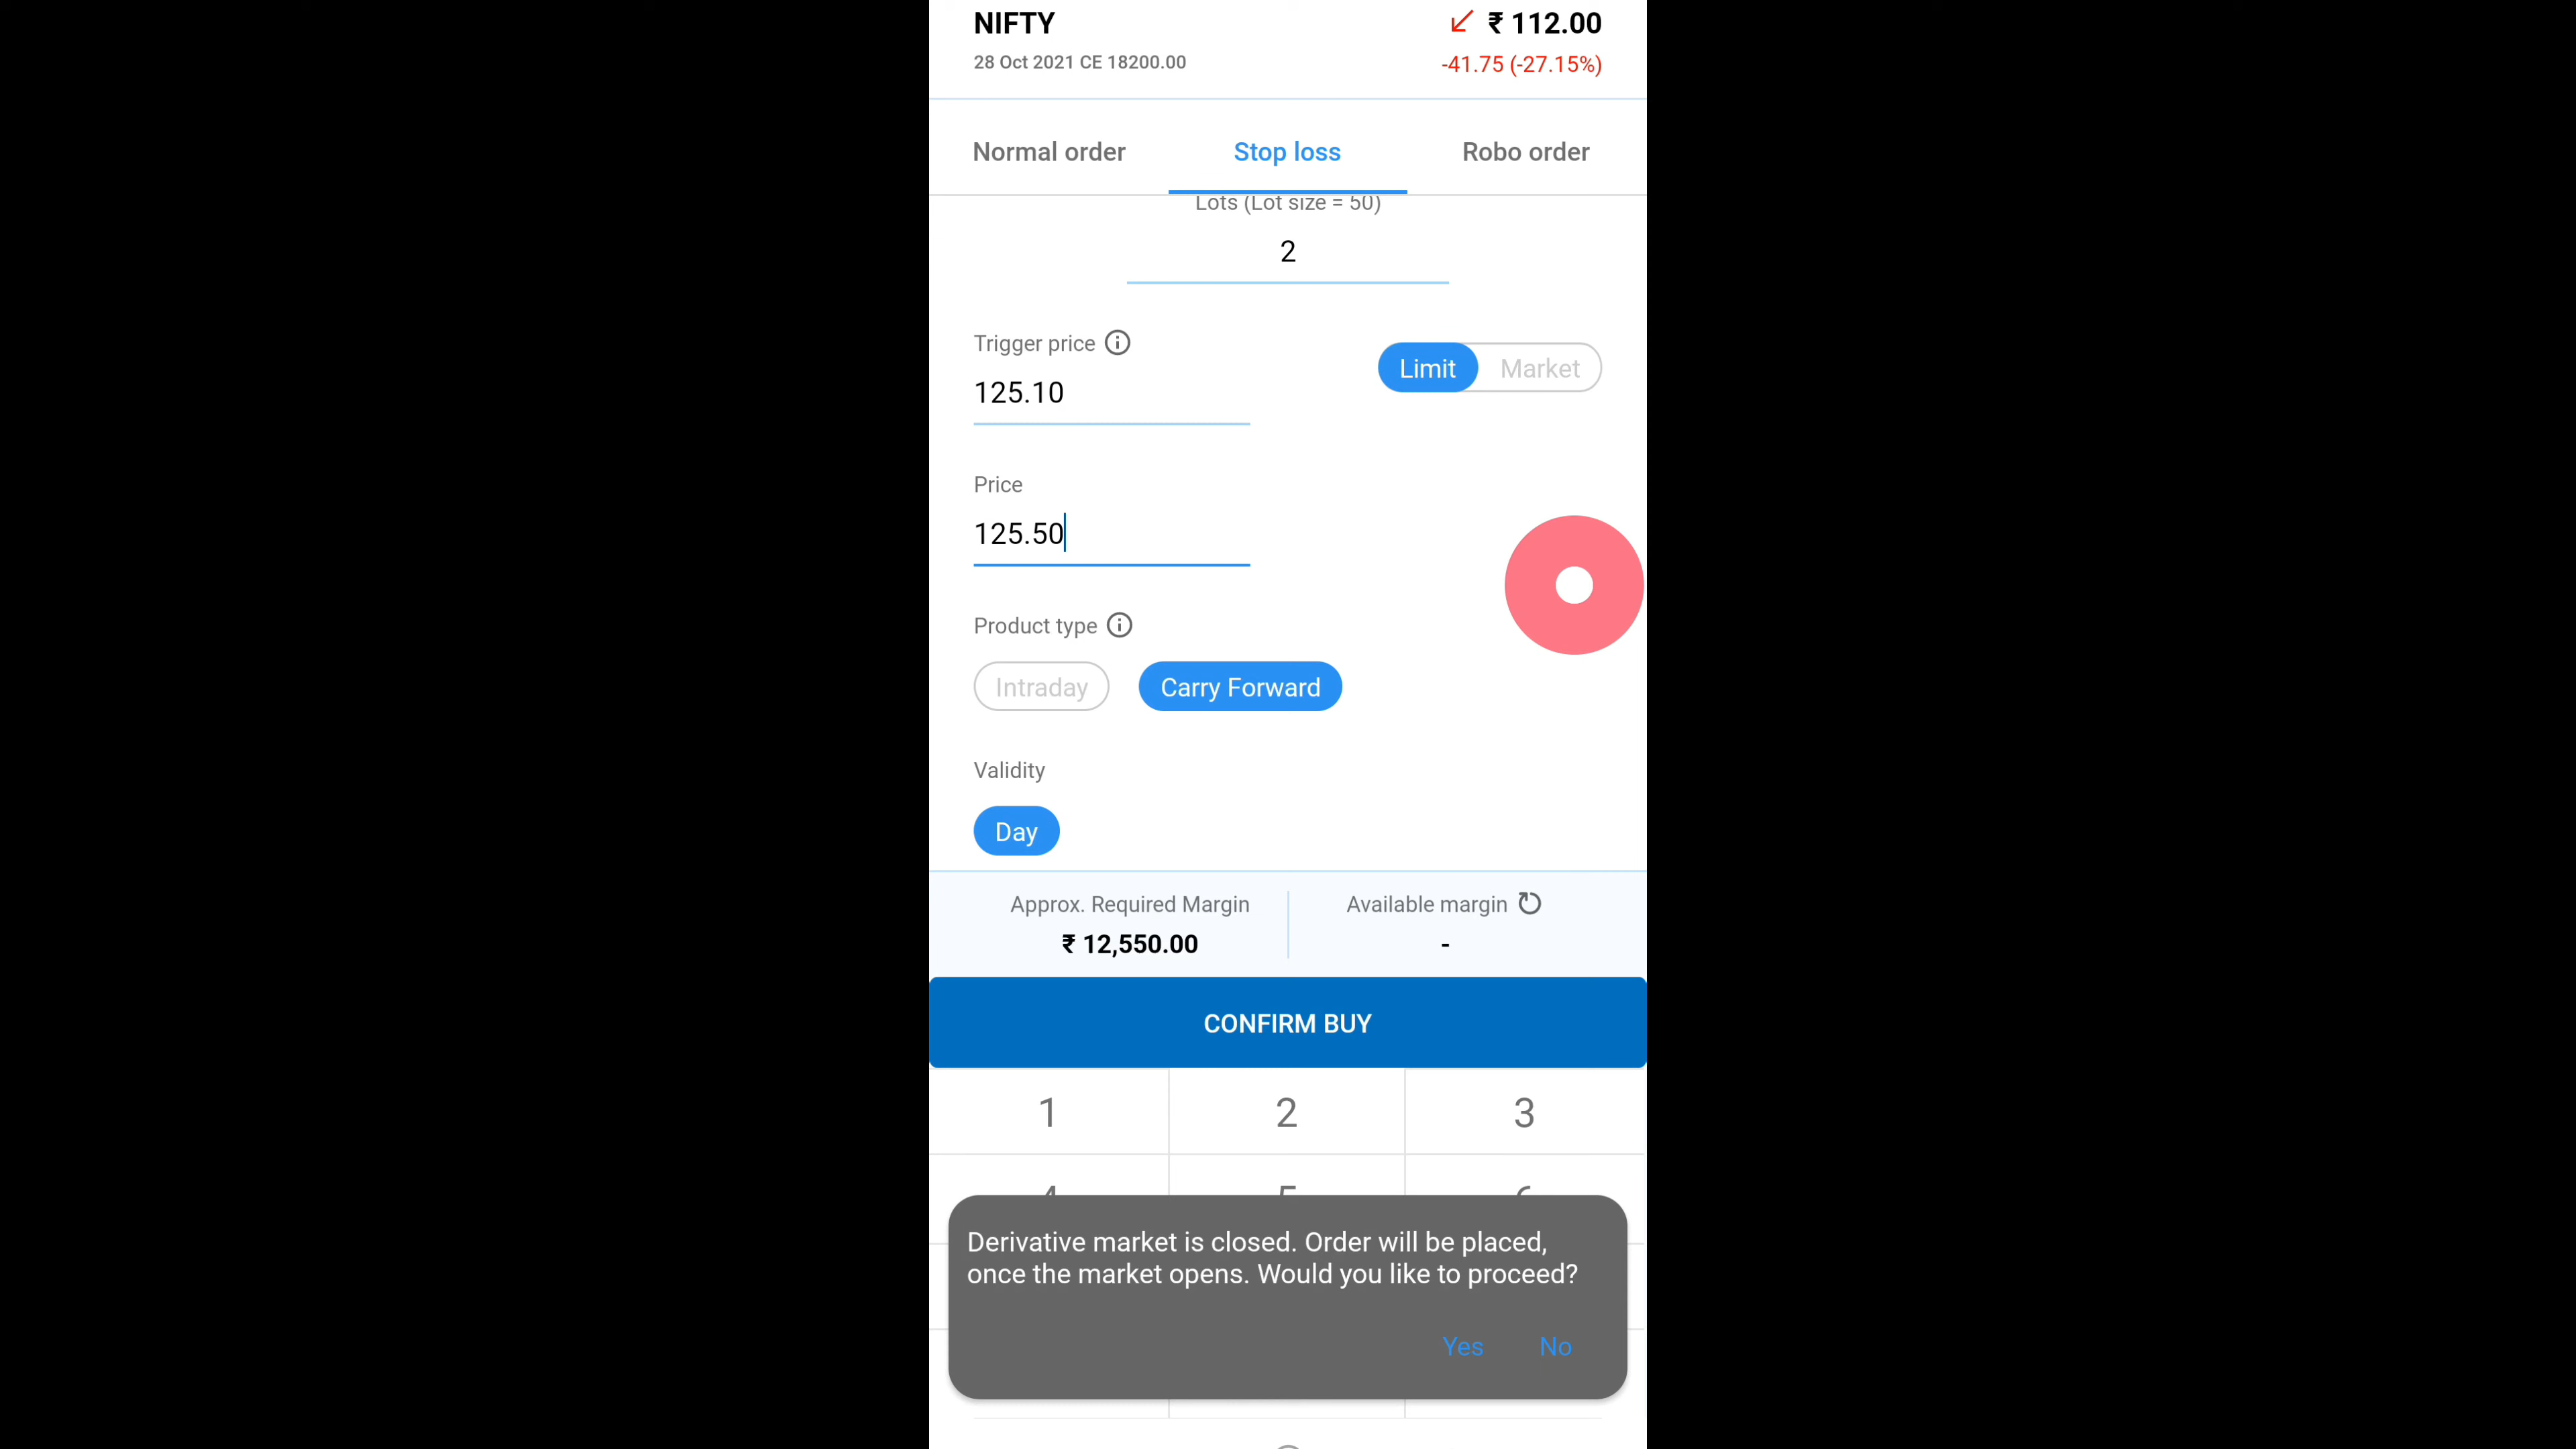 NIFTY
₹ 112.00
28 Oct 2021 CE 18200.00
-41.75 (-27.15%)
Normal order
Stop loss
Robo order
Lots (Lot size = 50)
2
Trigger price
125.10
Limit
Market
Price
125.50
Product type
Intraday
Carry Forward
Validity
Day
Approx. Required Margin
Available margin
₹ 12,550.00
-
CONFIRM BUY
1
2
3
Derivative market is closed. Order will be placed,
once the market opens. Would you like to proceed?
Yes
No